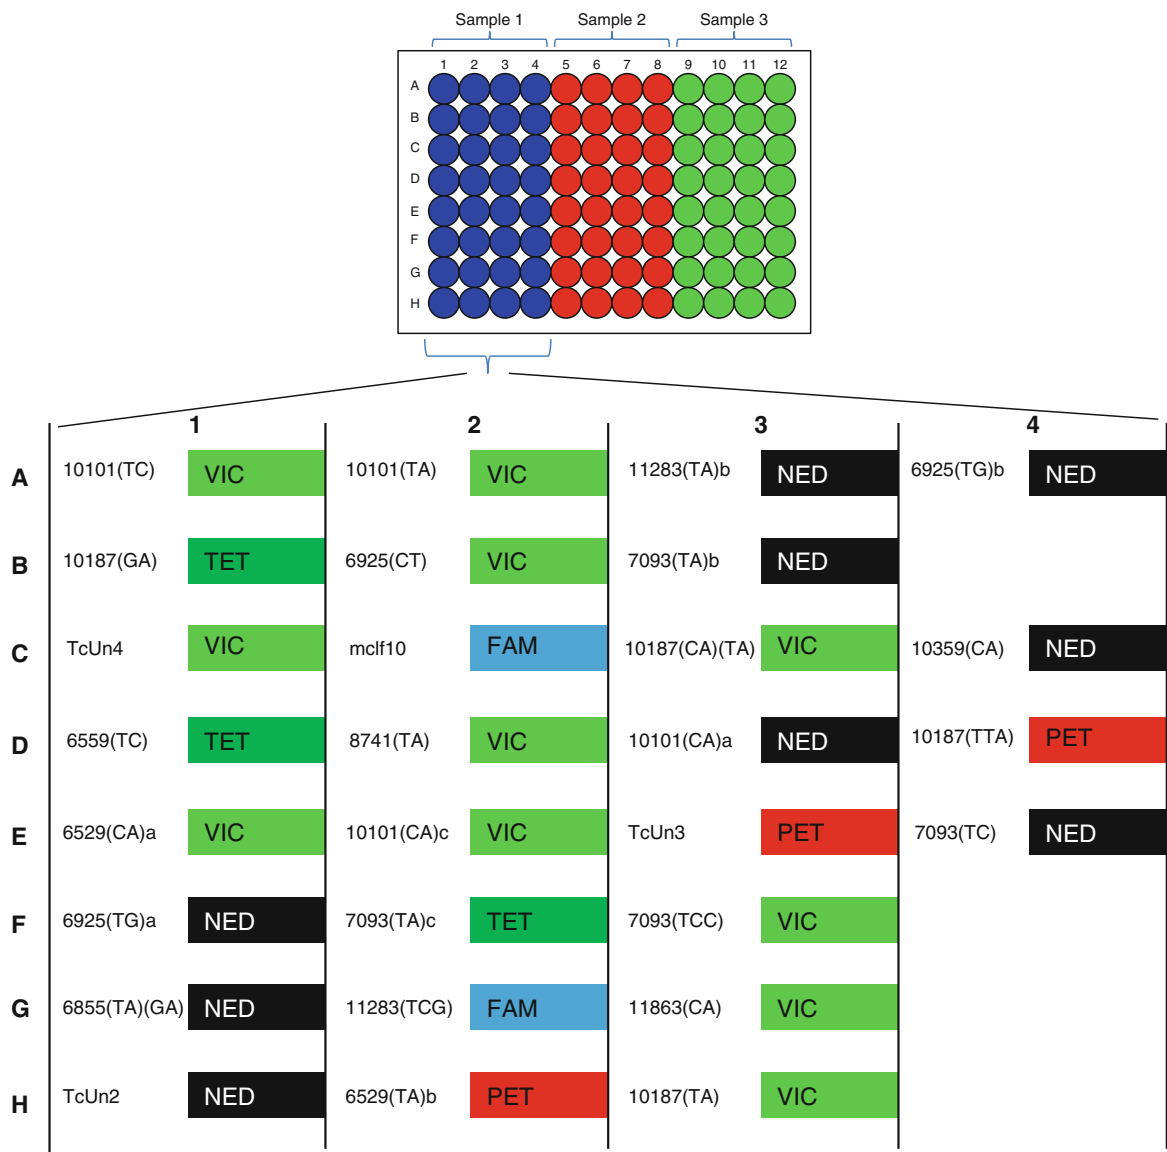 Sample 1 Sample 2 Sample 3
1 2 3 4 5 6 7 8 9 10 11 12
A
B
C
D
E
F
G
H
1 2 3 4
A 10101(TC) VIC 10101(TA) VIC 11283(TA)b NED 6925(TG)b NED
B 10187(GA) TET 6925(CT) VIC 7093(TA)b NED
C TcUn4 VIC mclf10 FAM 10187(CA)(TA) VIC 10359(CA) NED
D 6559(TC) TET 8741(TA) VIC 10101(CA)a NED 10187(TTA) PET
E 6529(CA)a VIC 10101(CA)c VIC TcUn3 PET 7093(TC) NED
F 6925(TG)a NED 7093(TA)c TET 7093(TCC) VIC
G 6855(TA)(GA) NED 11283(TCG) FAM 11863(CA) VIC
H TcUn2 NED 6529(TA)b PET 10187(TA) VIC